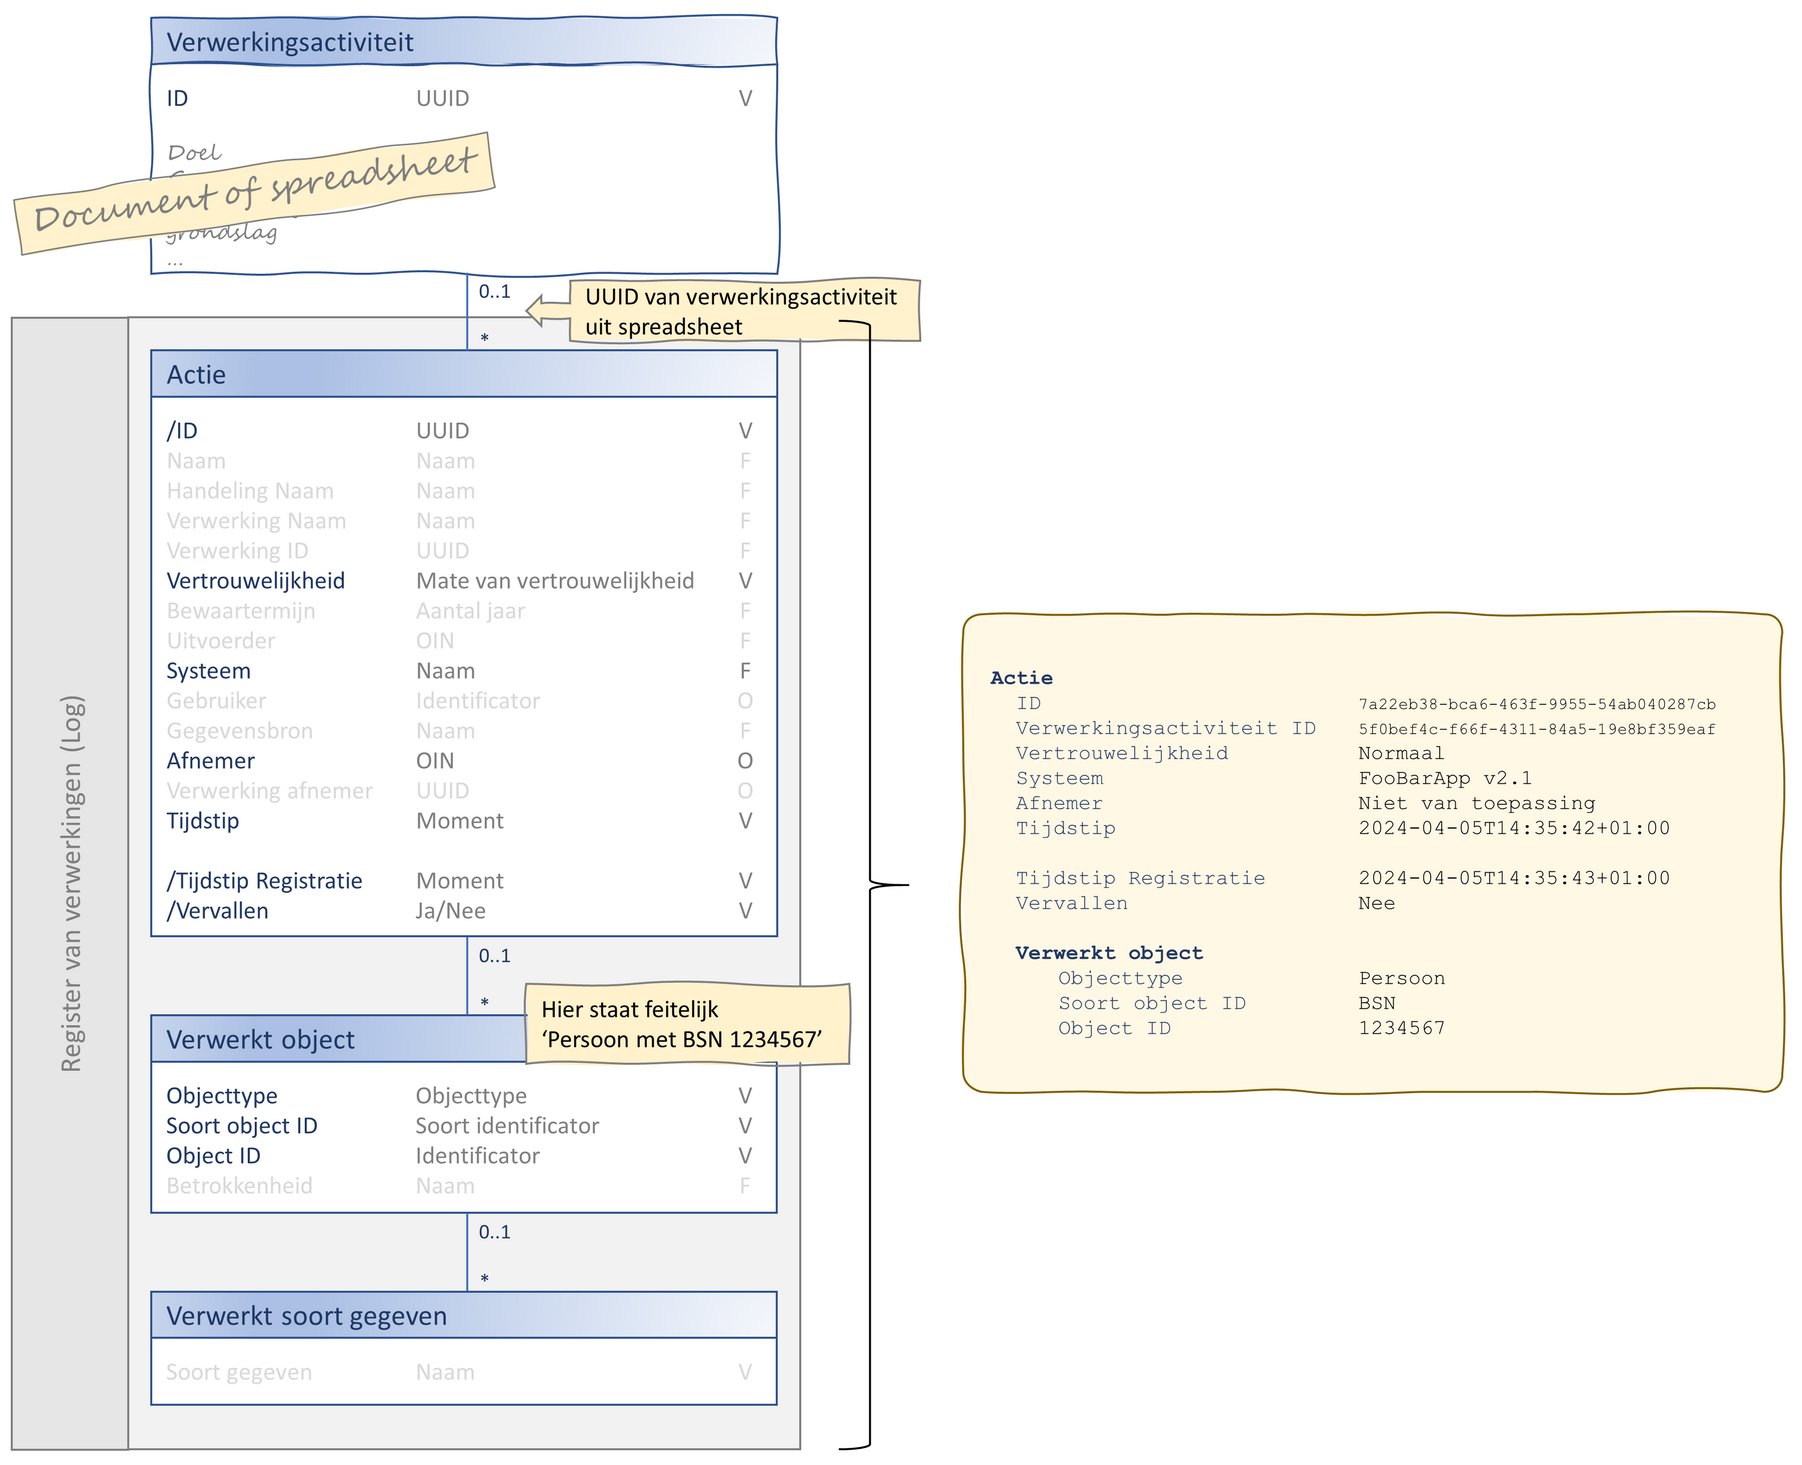 Verwerkingsactiviteit
ID UUID V
Doel
Document of spreadsheet
grondslag
...
0..1
UUID van verwerkingsactiviteit
uit spreadsheet
*
Actie
/ID UUID V
Naam Naam F
Handeling Naam Naam F
Verwerking Naam Naam F
Verwerking ID UUID F
Vertrouwelijkheid Mate van vertrouwelijkheid V
Bewaartermijn Aantal jaar F
Uitvoerder OIN F
Systeem Naam F
Gebruiker Identificator O
Gegevensbron Naam F
Afnemer OIN O
Verwerking afnemer UUID O
Tijdstip Moment V
/Tijdstip Registratie Moment V
/Vervallen Ja/Nee V
0..1
*
Hier staat feitelijk
‘Persoon met BSN 1234567’
Verwerkt object
Objecttype Objecttype V
Soort object ID Soort identificator V
Object ID Identificator V
Betrokkenheid Naam F
0..1
*
Verwerkt soort gegeven
Soort gegeven Naam V
Register van verwerkingen (Log)
Actie
ID 7a22eb38-bca6-463f-9955-54ab040287cb
Verwerkingsactiviteit ID 5f0bef4c-f66f-4311-84a5-19e8bf359eaf
Vertrouwelijkheid Normaal
Systeem FooBarApp v2.1
Afnemer Niet van toepassing
Tijdstip 2024-04-05T14:35:42+01:00
Tijdstip Registratie 2024-04-05T14:35:43+01:00
Vervallen Nee
Verwerkt object
Objecttype Persoon
Soort object ID BSN
Object ID 1234567